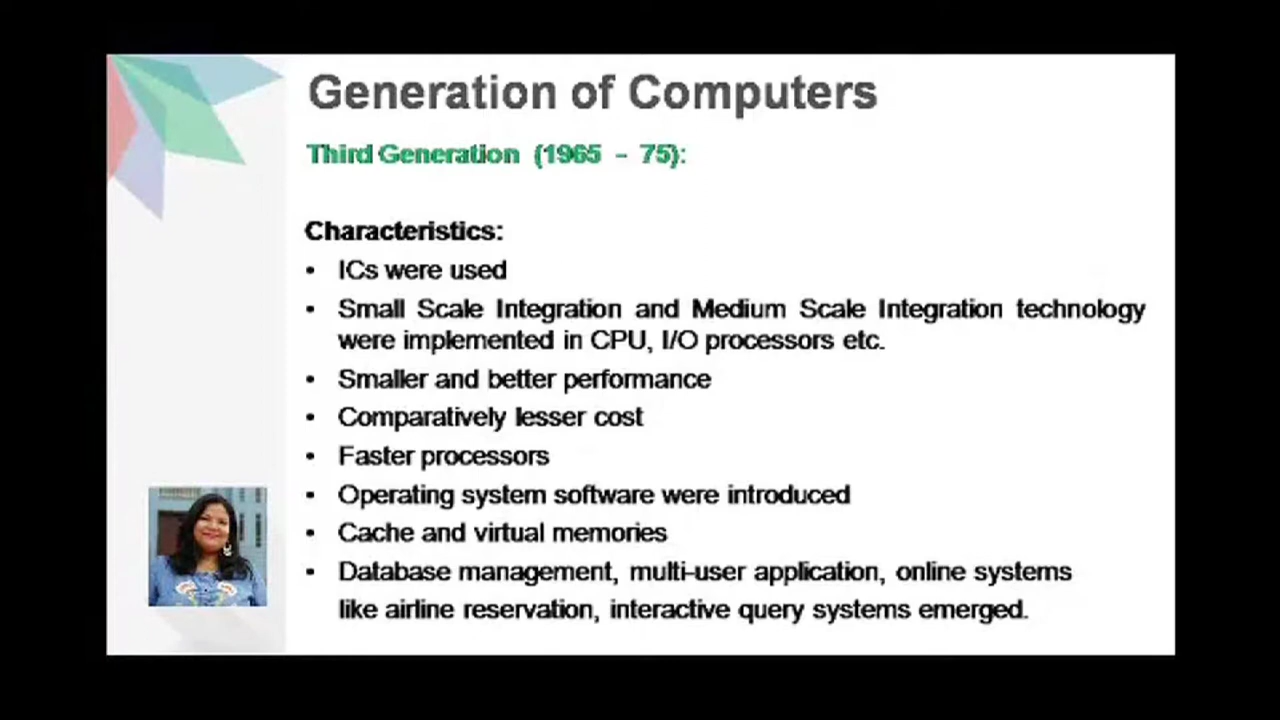 Generation of Computers
Third Generation (1965 – 75):
Characteristics:
• ICs were used
• Small Scale Integration and Medium Scale Integration technology
were implemented in CPU, I/O processors etc.
• Smaller and better performance
• Comparatively lesser cost
• Faster processors
• Operating system software were introduced
• Cache and virtual memories
• Database management, multi-user application, online systems
like airline reservation, interactive query systems emerged.